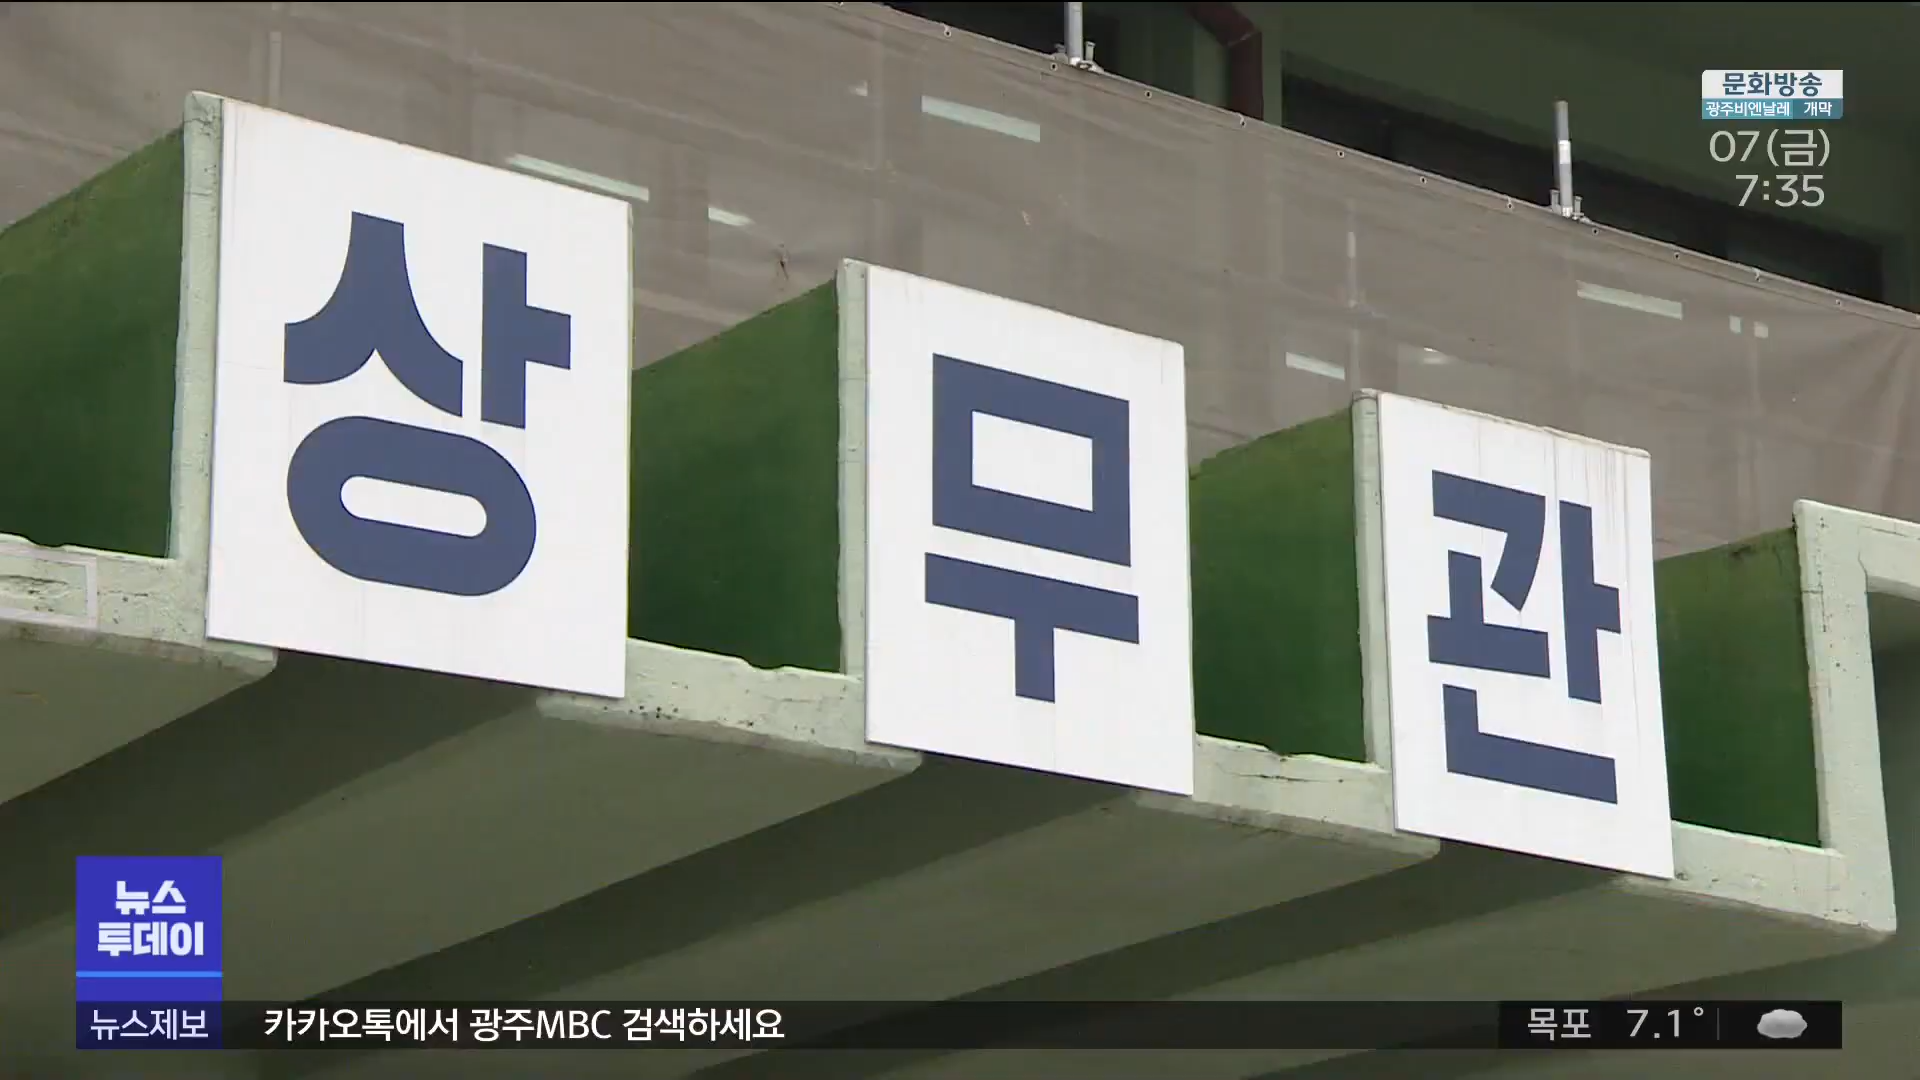 문화방송
광주비엔날레 개막
07(금)
7:35
상무관
뉴스
투데이
뉴스제보 카카오톡에서 광주MBC 검색하세요 목포 7.1°